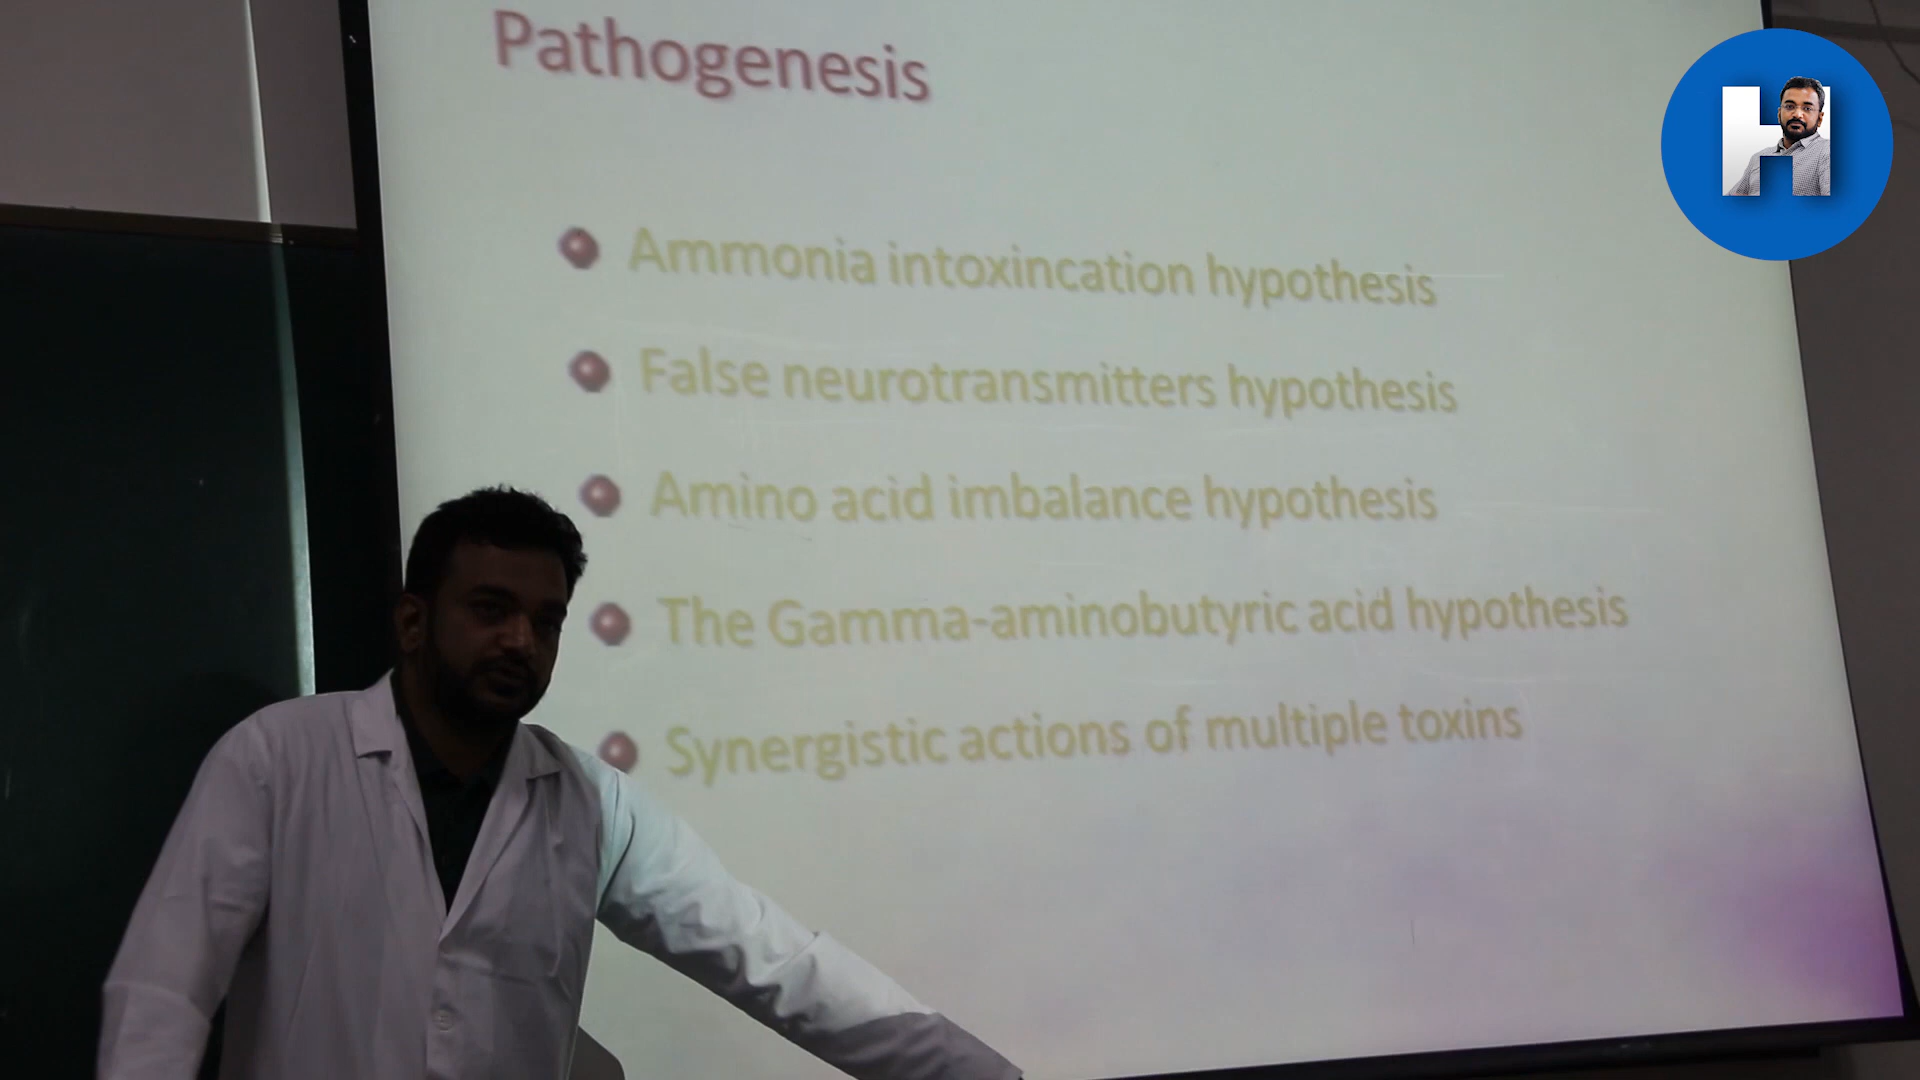 Pathogenesis
Ammonia intoxincation hypothesis
False neurotransmitters hypothesis
Amino acid imbalance hypothesis
The Gamma-aminobutyric acid hypothesis
Synergistic actions of multiple toxins
H